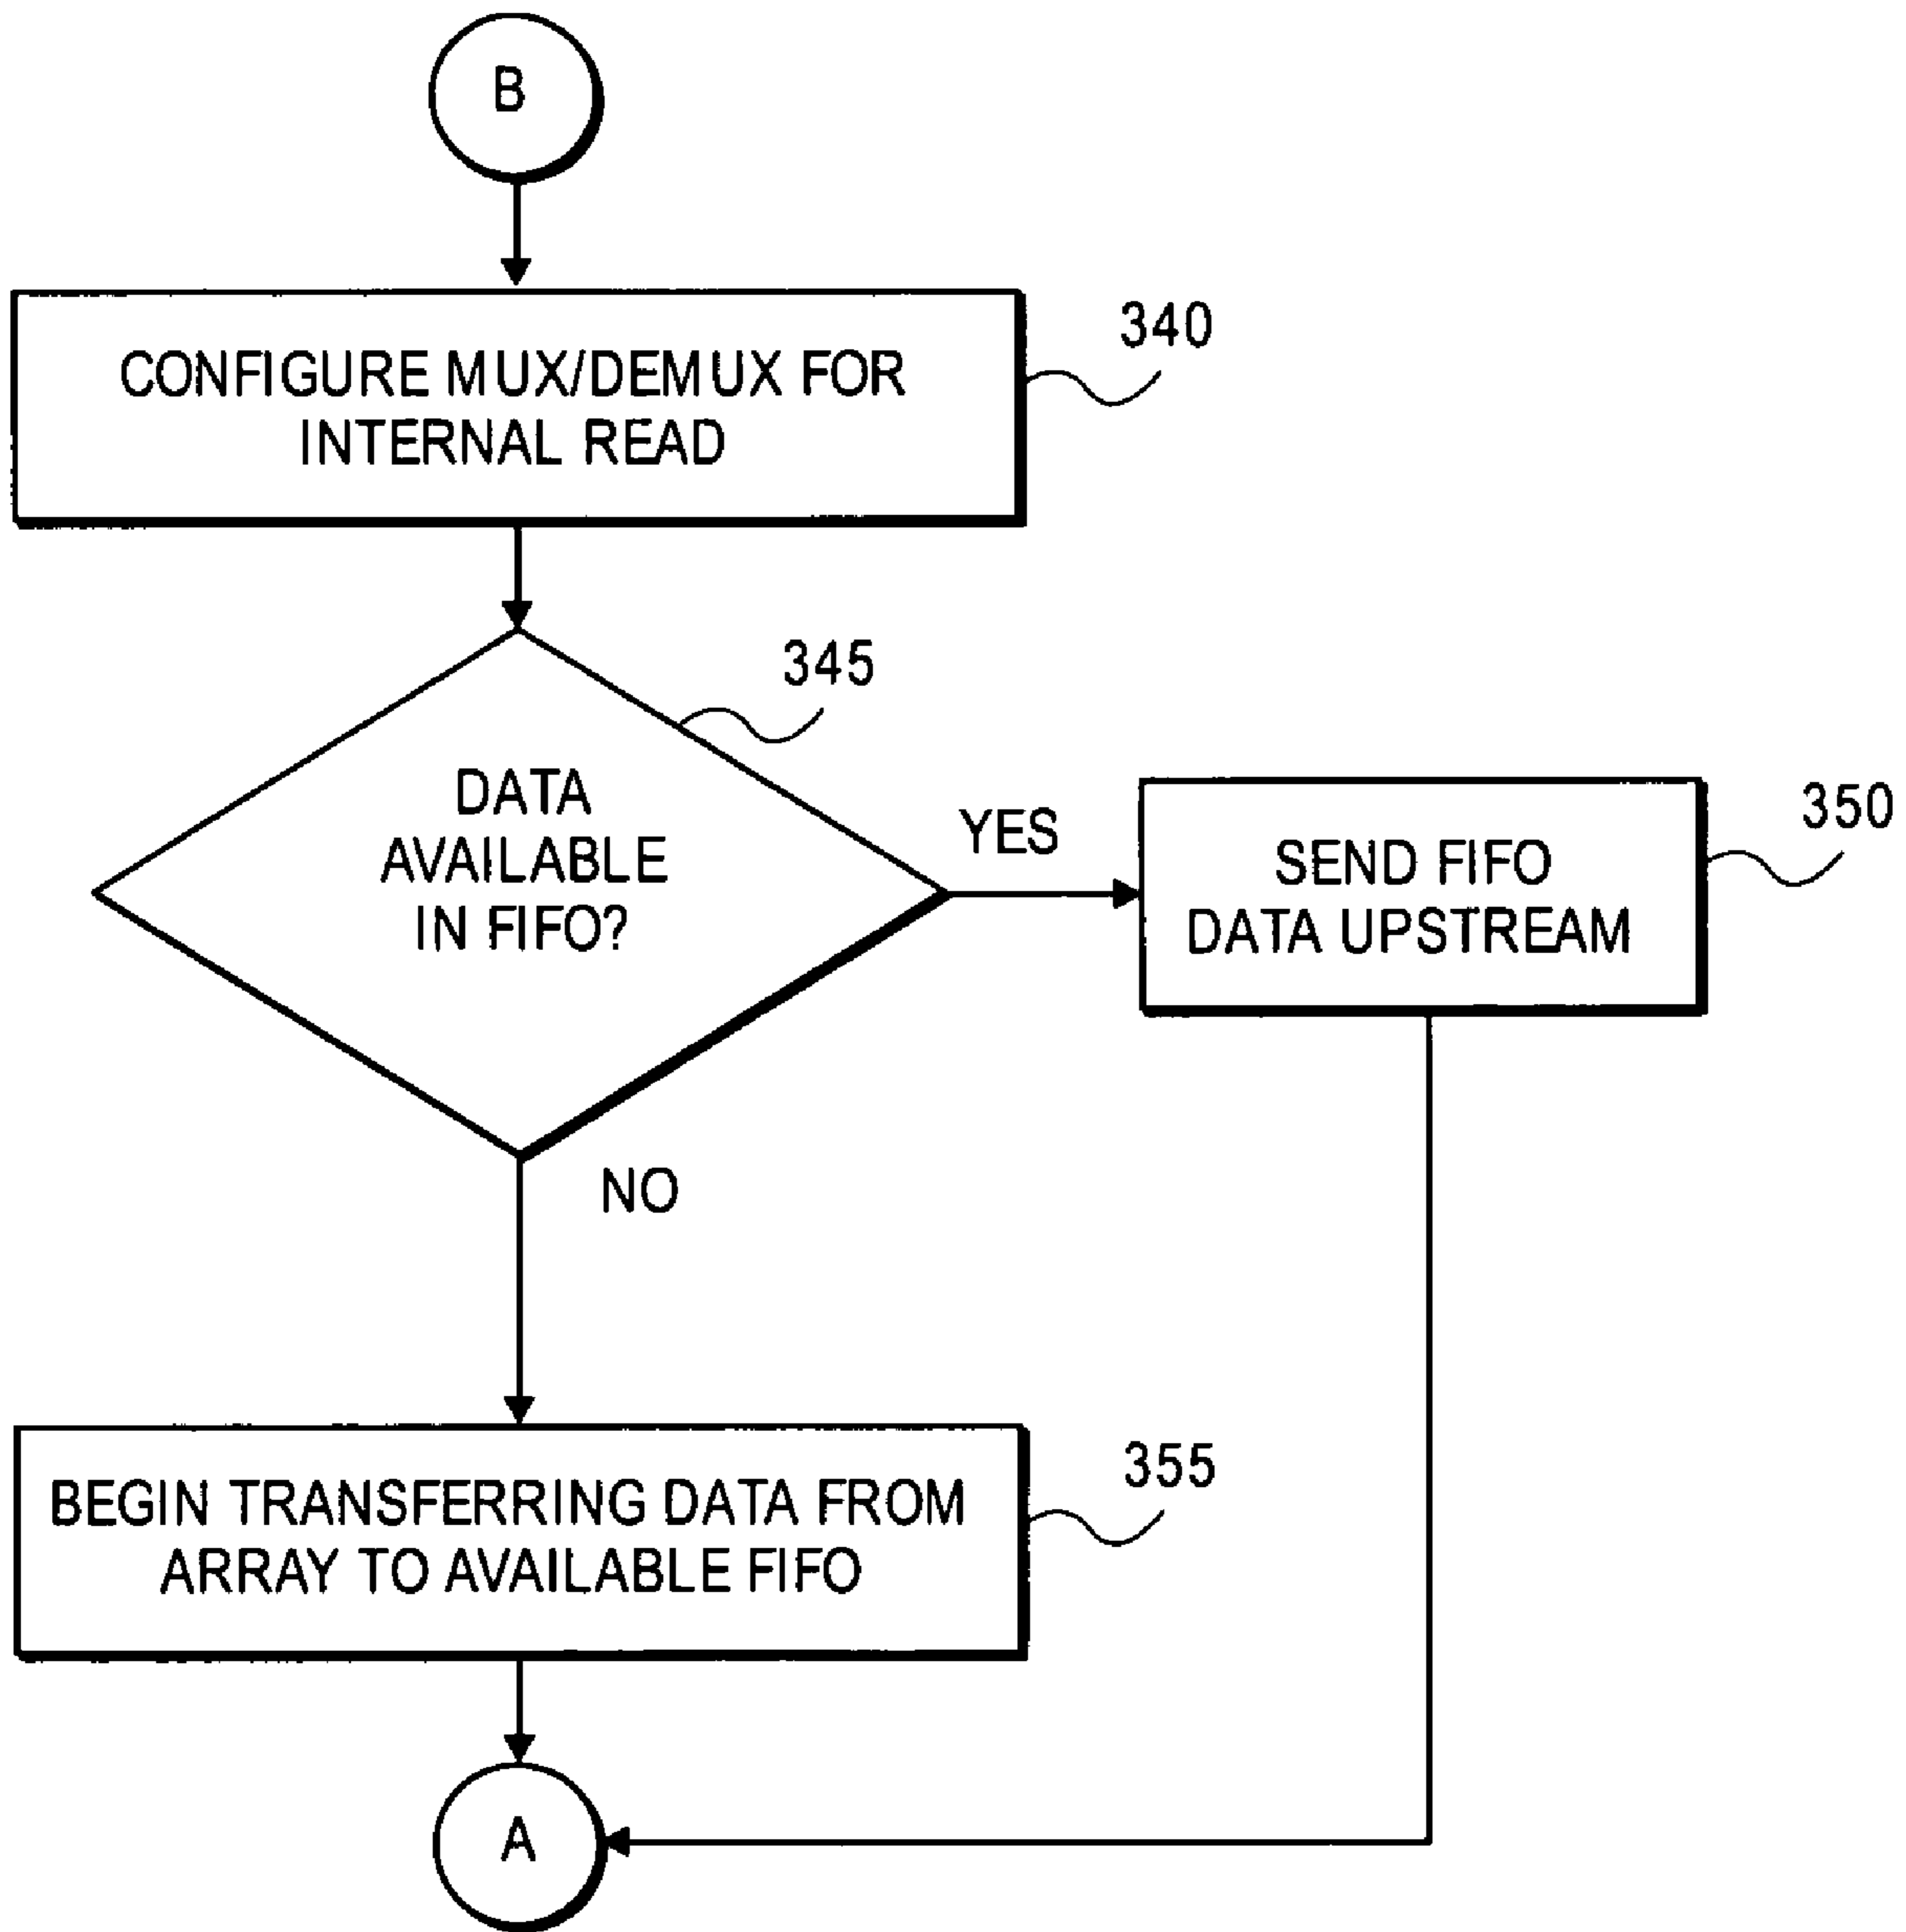 B
CONFIGURE MUX/DEMUX FOR
INTERNAL READ
340
345
DATA
AVAILABLE
IN FIFO?
YES
SEND FIFO
DATA UPSTREAM
350
NO
BEGIN TRANSFERRING DATA FROM
ARRAY TO AVAILABLE FIFO
355
A